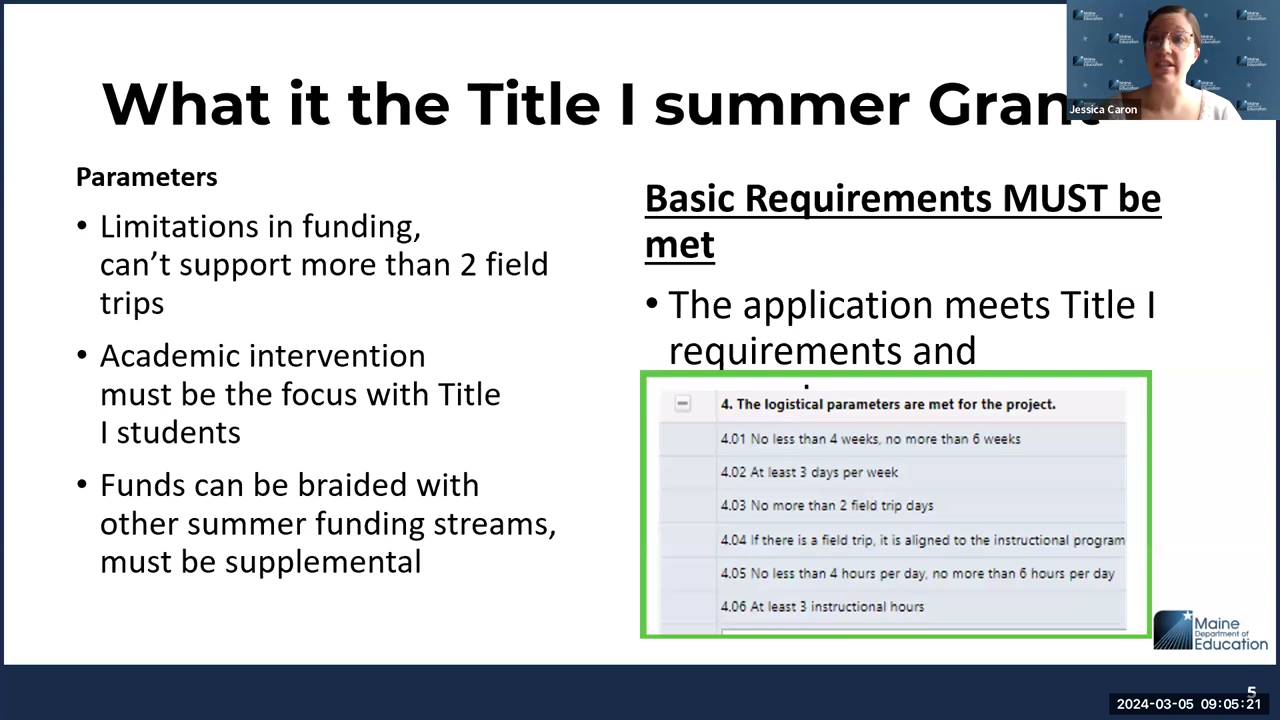 What it the Title I summer Grant
Jessica Caron
Parameters
• Limitations in funding,
can't support more than 2 field
trips
• Academic intervention
must be the focus with Title
I students
• Funds can be braided with
other summer funding streams,
must be supplemental
Basic Requirements MUST be
met
• The application meets Title I
requirements and
4. The logistical parameters are met for the project.
4.01 No less than 4 weeks, no more than 6 weeks
4.02 At least 3 days per week
4.03 No more than 2 field trip days
4.04 If there is a field trip, it is aligned to the instructional program
4.05 No less than 4 hours per day, no more than 6 hours per day
4.06 At least 3 instructional hours
Maine
Department of
Education
5
2024-03-05 09:05:21